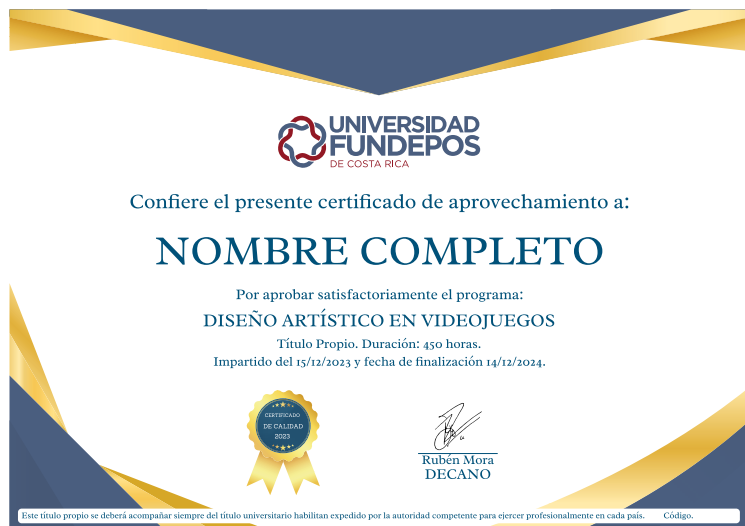 UNIVERSIDAD
FUNDEPOS
DE COSTA RICA
Confiere el presente certificado de aprovechamiento a:
NOMBRE COMPLETO
Por aprobar satisfactoriamente el programa:
DISEÑO ARTÍSTICO EN VIDEOJUEGOS
Título Propio. Duración: 450 horas.
Impartido del 15/12/2023 y fecha de finalización 14/12/2024.
CERTIFICADO
DE CALIDAD
2023
Rubén Mora
DECANO
Este título propio se deberá acompañar siempre del título universitario habilitan expedido por la autoridad competente para ejercer profesionalmente en cada país. Código.